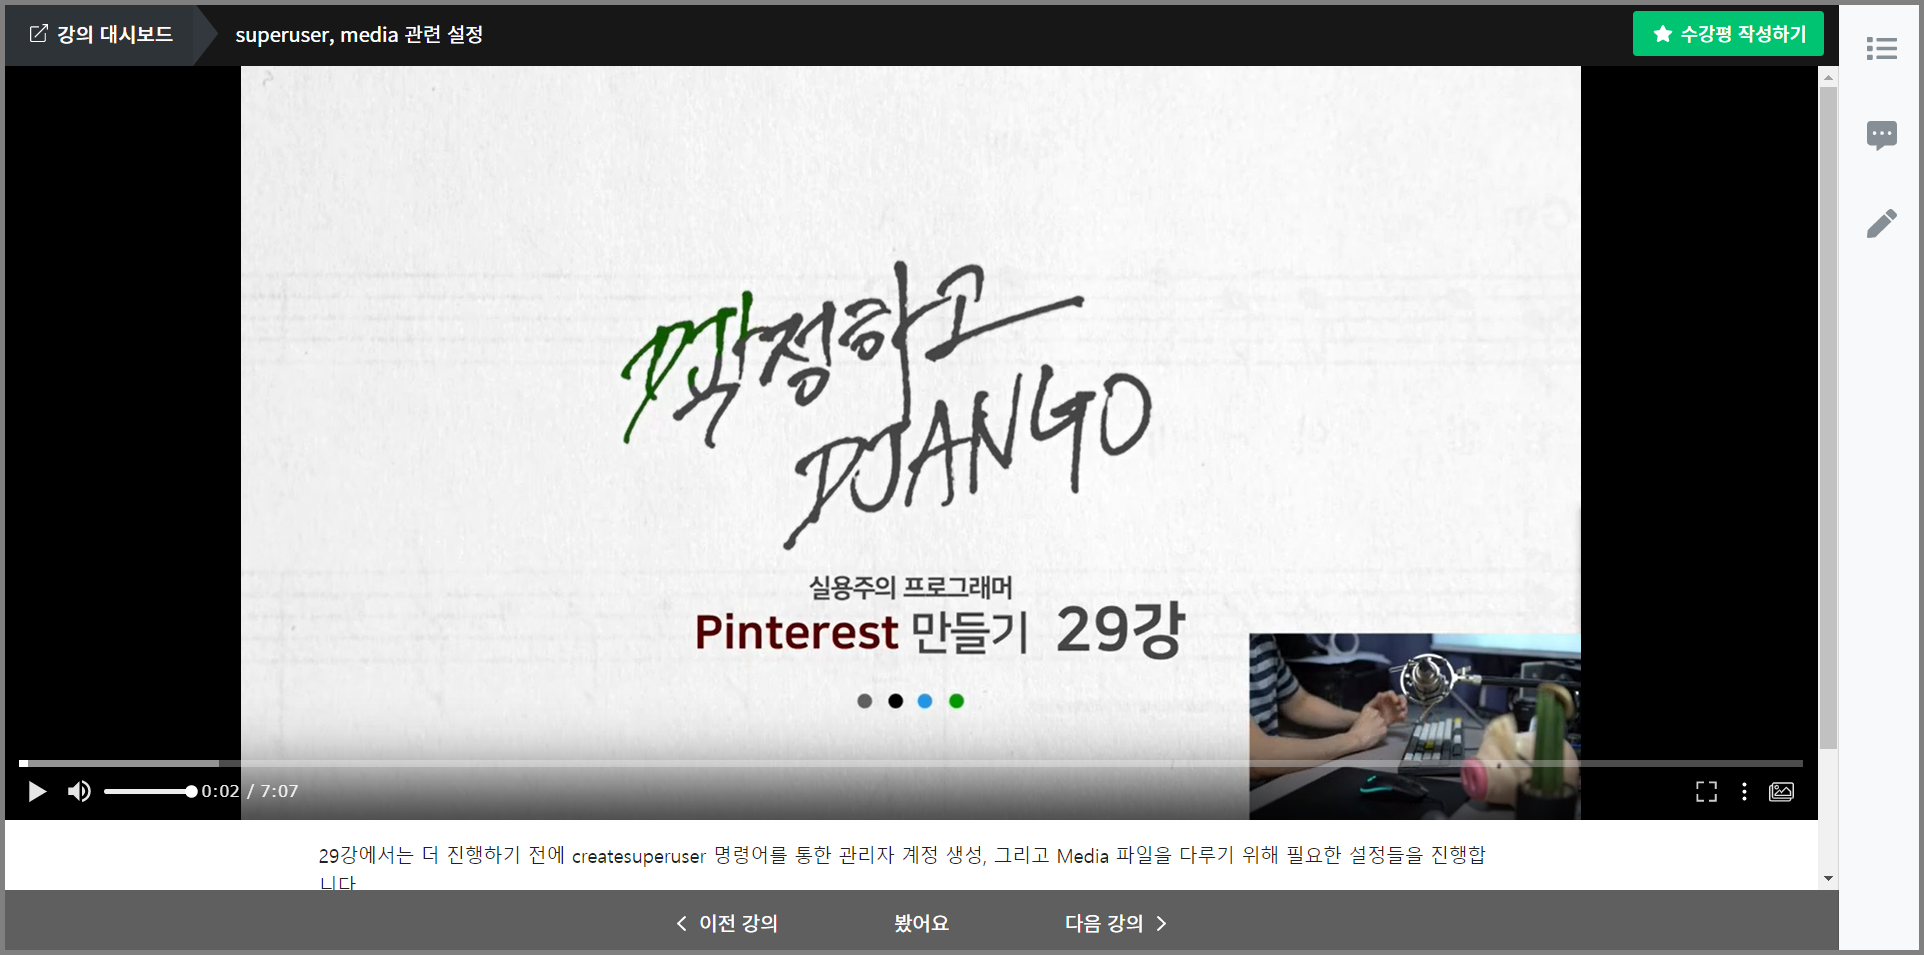 강의 대시보드
superuser, media 관련 설정
수강평 작성하기
작정하고
DJANGO
실용주의 프로그래머
Pinterest 만들기 29강
0:02 / 7:07
29강에서는 더 진행하기 전에 createsuperuser 명령어를 통한 관리자 계정 생성, 그리고 Media 파일을 다루기 위해 필요한 설정들을 진행합
니다
이전 강의
봤어요
다음 강의